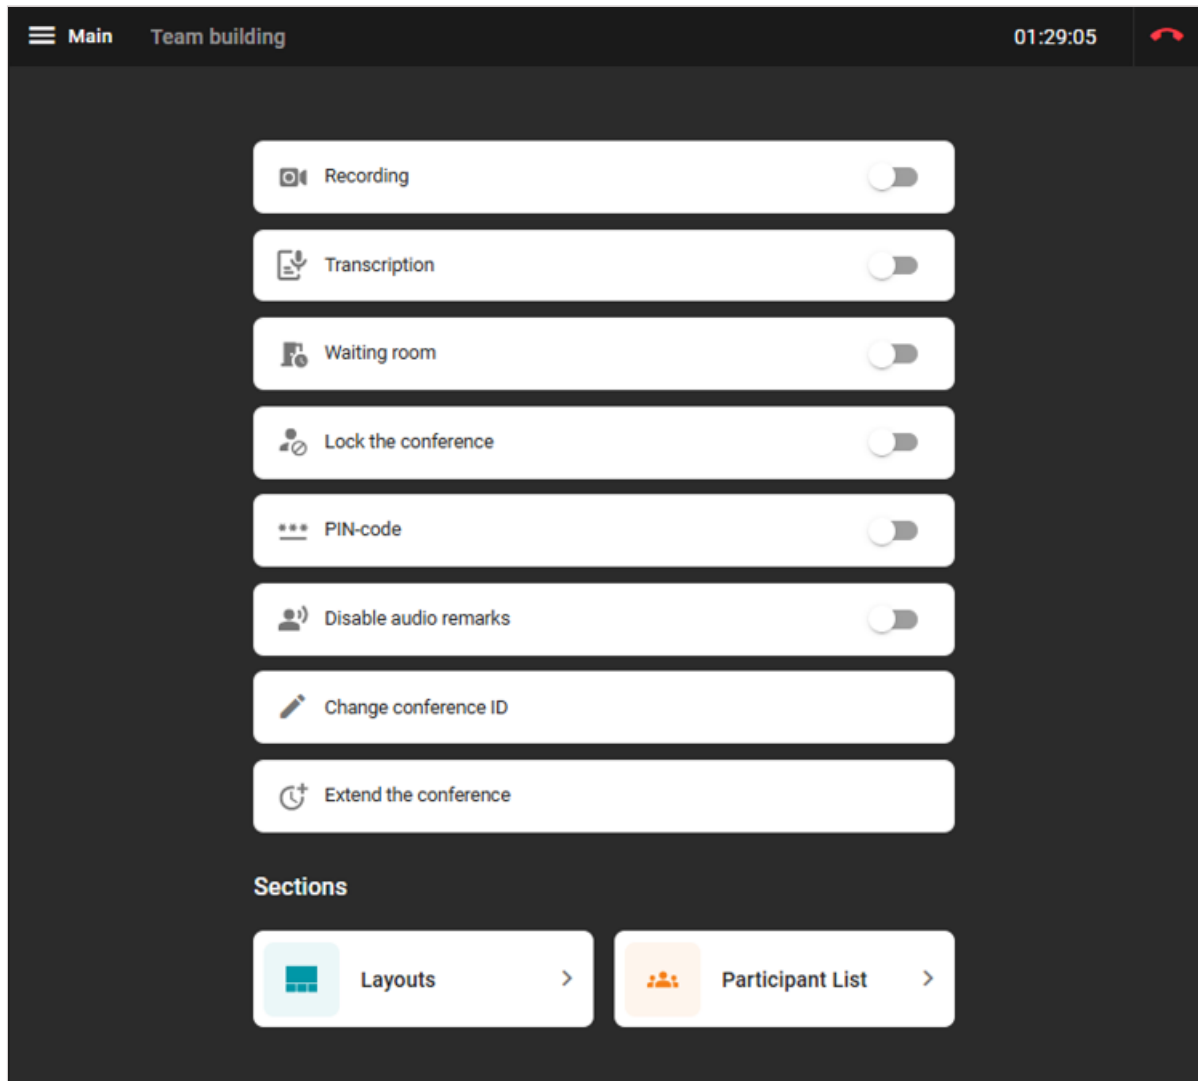 Main Team building 01:29:05
Recording
Transcription
Waiting room
Lock the conference
PIN-code
Disable audio remarks
Change conference ID
Extend the conference
Sections
Layouts
Participant List